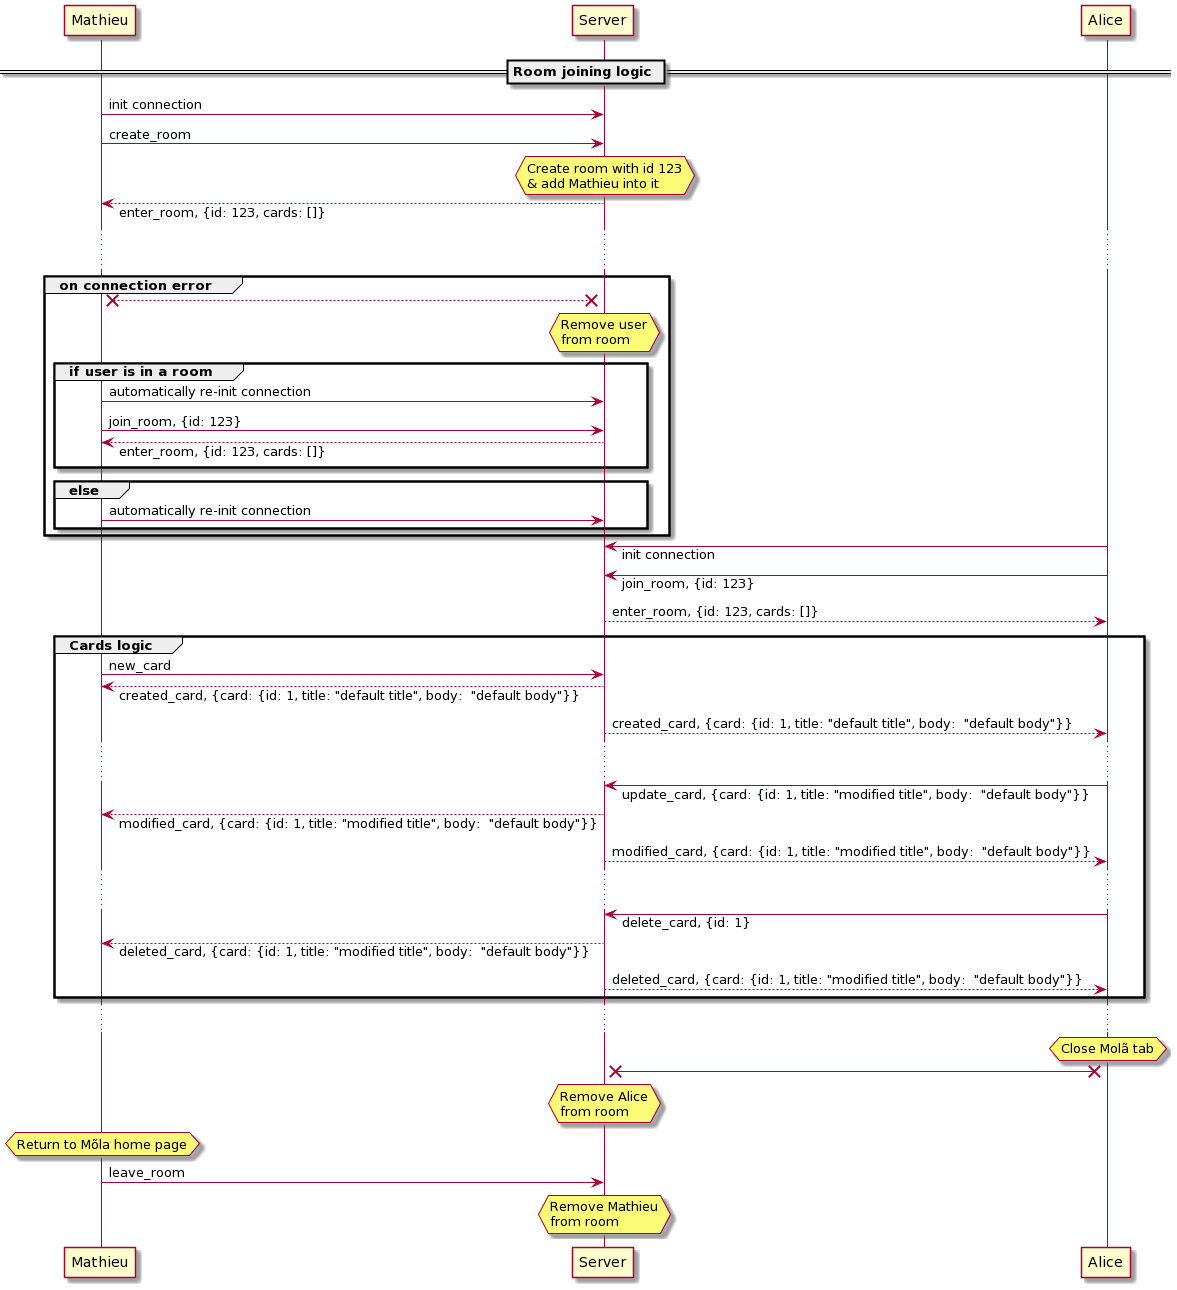 Mathieu
Server
Alice
Room joining logic
init connection
create_room
Create room with id 123
& add Mathieu into it
enter_room, {id: 123, cards: []}
on connection error
Remove user
from room
if user is in a room
automatically re-init connection
join_room, {id: 123}
enter_room, {id: 123, cards: []}
else
automatically re-init connection
init connection
join_room, {id: 123}
enter_room, {id: 123, cards: []}
Cards logic
new_card
created_card, {card: {id: 1, title: "default title", body:  "default body"}}
created_card, {card: {id: 1, title: "default title", body:  "default body"}}
update_card, {card: {id: 1, title: "modified title", body:  "default body"}}
modified_card, {card: {id: 1, title: "modified title", body:  "default body"}}
modified_card, {card: {id: 1, title: "modified title", body:  "default body"}}
delete_card, {id: 1}
deleted_card, {card: {id: 1, title: "modified title", body:  "default body"}}
deleted_card, {card: {id: 1, title: "modified title", body:  "default body"}}
Close Molã tab
Remove Alice
from room
Return to Mõla home page
leave_room
Remove Mathieu
from room
Mathieu
Server
Alice